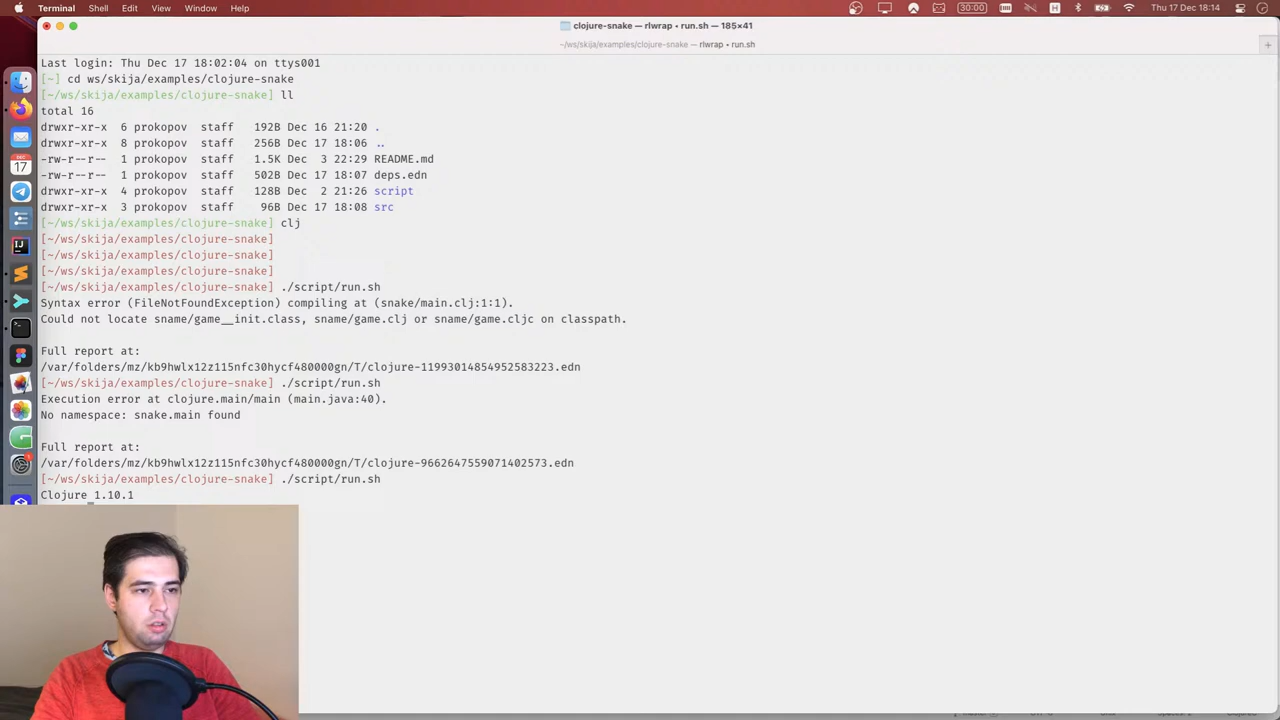 Shell Edit View Window Help 30:00 Thu 17 Dec 18:14
clojure-snake — rlwrap • run.sh — 185×41
~/ws/skija/examples/clojure-snake — rlwrap • run.sh
Last login: Thu Dec 17 18:02:04 on ttys001
[~] cd ws/skija/examples/clojure-snake
[~/ws/skija/examples/clojure-snake] ll
total 16
drwxr-xr-x 6 prokopov staff 192B Dec 16 21:20 .
drwxr-xr-x 8 prokopov staff 256B Dec 17 18:06 ..
-rw-r--r-- 1 prokopov staff 1.5K Dec 3 22:29 README.md
-rw-r--r-- 1 prokopov staff 502B Dec 17 18:07 deps.edn
drwxr-xr-x 4 prokopov staff 128B Dec 2 21:26 script
drwxr-xr-x 3 prokopov staff 96B Dec 17 18:08 src
[~/ws/skija/examples/clojure-snake] clj
[~/ws/skija/examples/clojure-snake]
[~/ws/skija/examples/clojure-snake]
[~/ws/skija/examples/clojure-snake]
[~/ws/skija/examples/clojure-snake] ./script/run.sh
Syntax error (FileNotFoundException) compiling at (snake/main.clj:1:1).
Could not locate sname/game__init.class, sname/game.clj or sname/game.cljc on classpath.
Full report at:
/var/folders/mz/kb9hwlx12z115nfc30hycf480000gn/T/clojure-11993014854952583223.edn
[~/ws/skija/examples/clojure-snake] ./script/run.sh
Execution error at clojure.main/main (main.java:40).
No namespace: snake.main found
Full report at:
/var/folders/mz/kb9hwlx12z115nfc30hycf480000gn/T/clojure-9662647559071402573.edn
[~/ws/skija/examples/clojure-snake] ./script/run.sh
Clojure 1.10.1